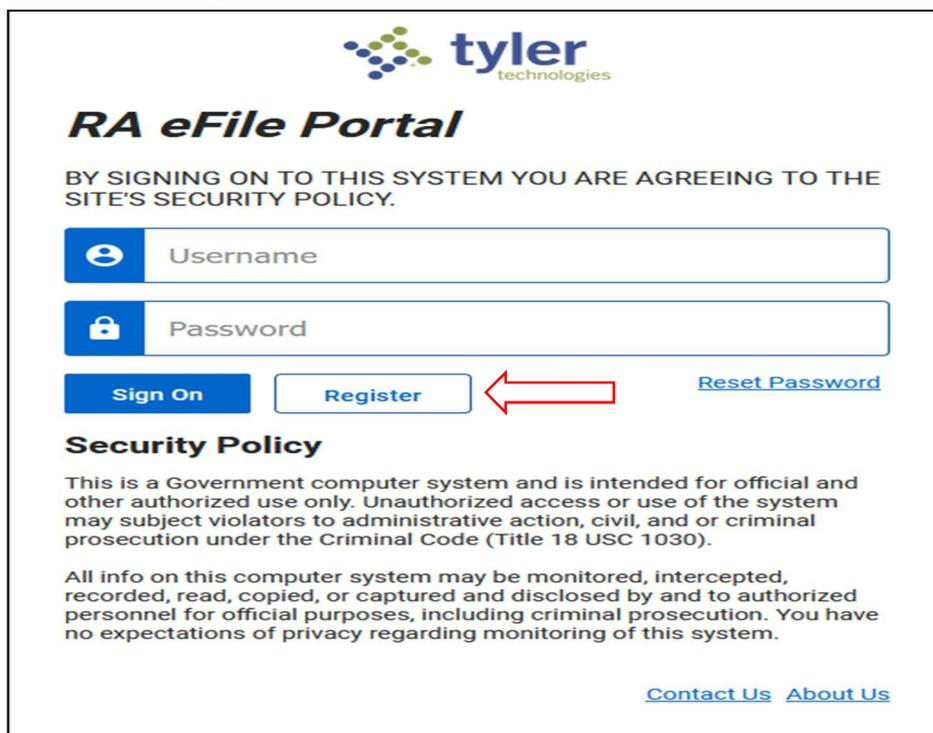 tyler
technologies
RA eFile Portal
BY SIGNING ON TO THIS SYSTEM YOU ARE AGREEING TO THE
SITE'S SECURITY POLICY.
Username
Password
Sign On
Register
Reset Password
Security Policy
This is a Government computer system and is intended for official and
other authorized use only. Unauthorized access or use of the system
may subject violators to administrative action, civil, and or criminal
prosecution under the Criminal Code (Title 18 USC 1030).
All info on this computer system may be monitored, intercepted,
recorded, read, copied, or captured and disclosed by and to authorized
personnel for official purposes, including criminal prosecution. You have
no expectations of privacy regarding monitoring of this system.
Contact Us About Us